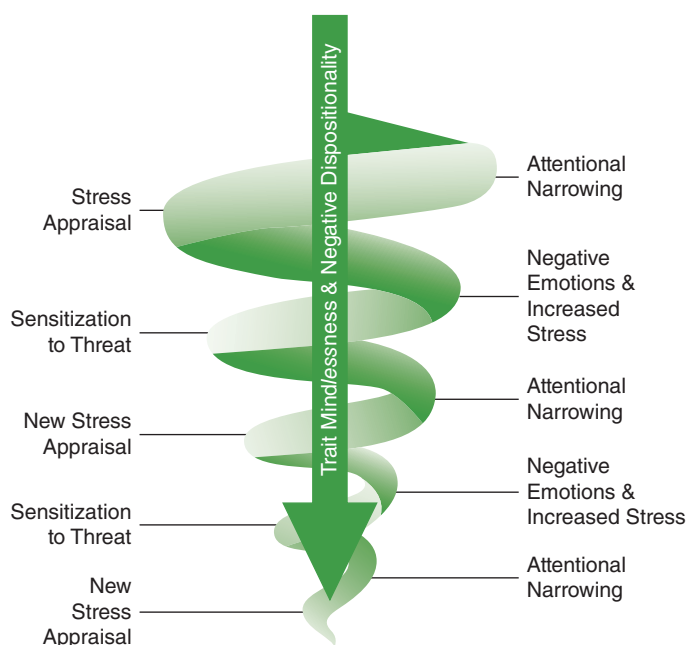 Trait Mindlessness & Negative Dispositionality
Attentional
Narrowing
Stress
Appraisal
Negative
Emotions &
Increased
Stress
Sensitization
to Threat
Attentional
Narrowing
New Stress
Appraisal
Negative
Emotions &
Increased Stress
Sensitization
to Threat
Attentional
Narrowing
New
Stress
Appraisal